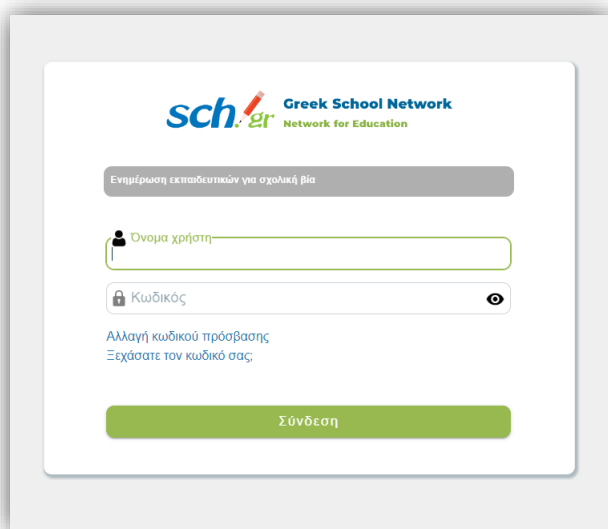 sch.gr
Greek School Network
Network for Education
Ενημέρωση εκπαιδευτικών για σχολική βία
Όνομα χρήστη
Κωδικός
Αλλαγή κωδικού πρόσβασης
Ξεχάσατε τον κωδικό σας;
Σύνδεση